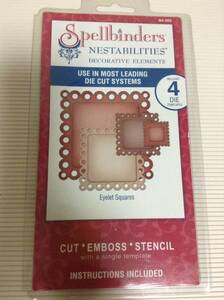 Spellbinders
NESTABILITIES
DECORATIVE ELEMENTS
USE IN MOST LEADING
DIE CUT SYSTEMS
4
DIE
TEMPLATES
Eyelet Squares
CUT * EMBOSS * STENCIL
with a single template
INSTRUCTIONS INCLUDED